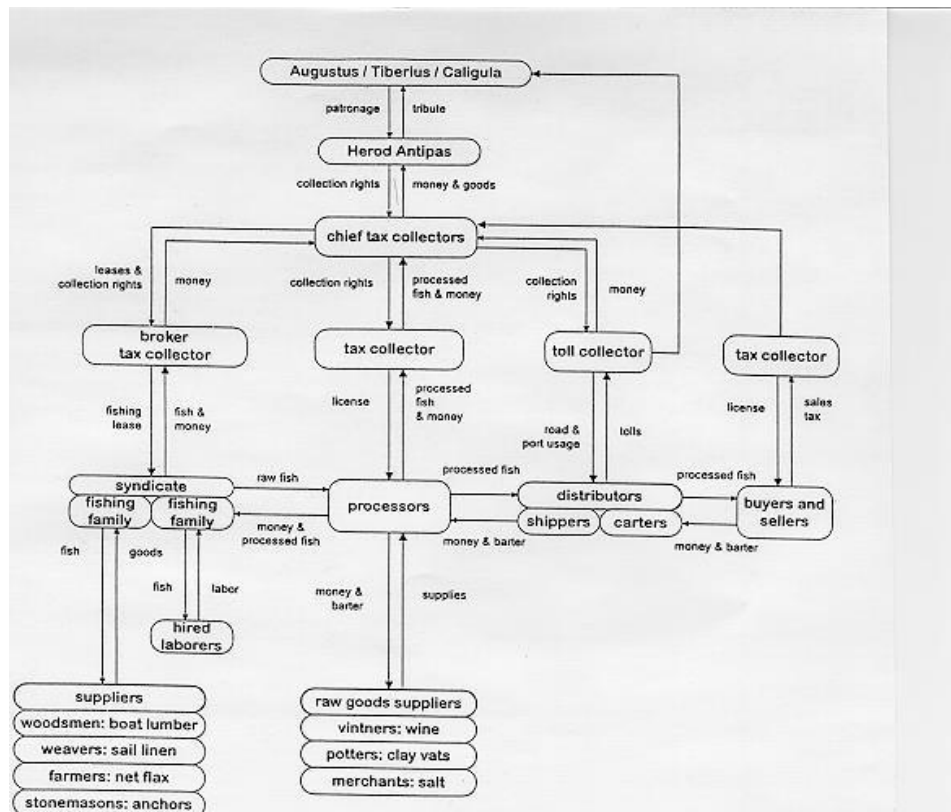 Augustus / Tiberius / Caligula
patronage
tribute
Herod Antipas
collection rights
money & goods
chief tax collectors
leases &
collection rights
money
collection rights
processed
fish & money
collection
rights
money
broker
tax collector
tax collector
toll collector
tax collector
fishing
lease
fish &
money
license
processed
fish
& money
road &
port usage
tolls
license
sales
tax
syndicate
fishing
family
fishing
family
raw fish
money &
processed fish
processors
processed fish
money & barter
distributors
shippers
carters
processed fish
money & barter
buyers and
sellers
fish
goods
fish
labor
hired
laborers
money &
barter
supplies
suppliers
woodsmen: boat lumber
weavers: sail linen
farmers: net flax
stonemasons: anchors
raw goods suppliers
vintners: wine
potters: clay vats
merchants: salt